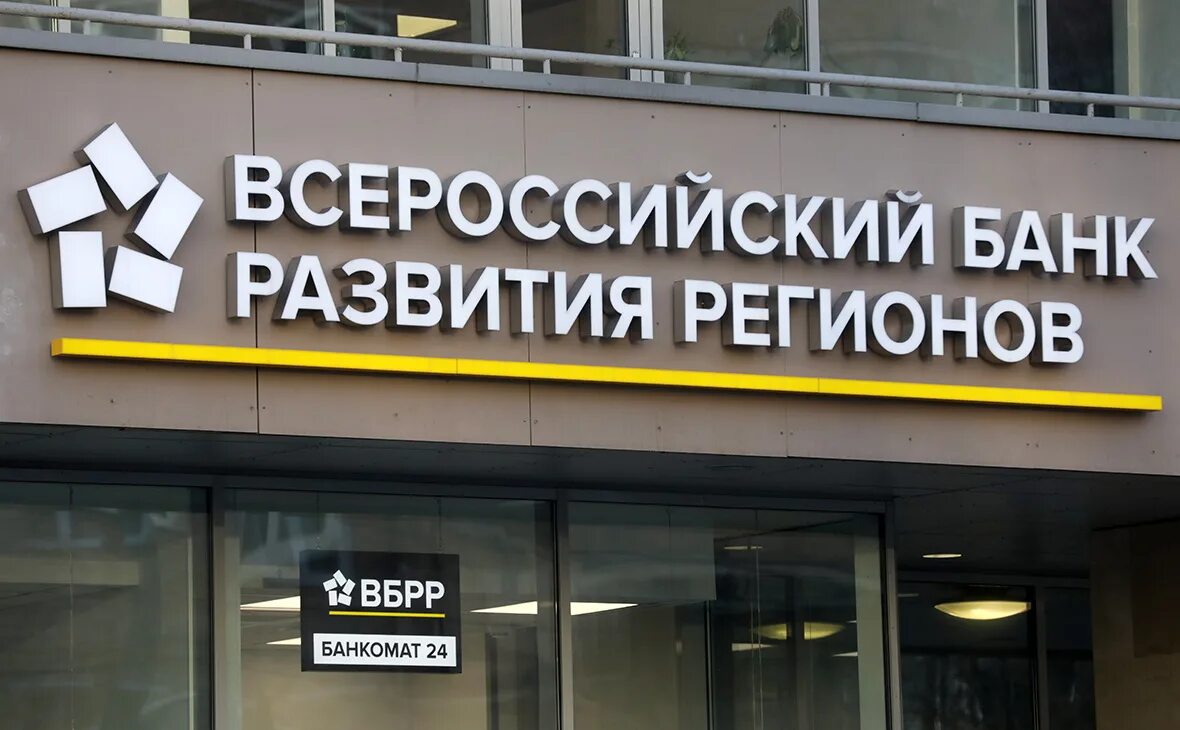 ВСЕРОССИЙСКИЙ БАНК
РАЗВИТИЯ РЕГИОНОВ
ВБРР
БАНКОМАТ 24